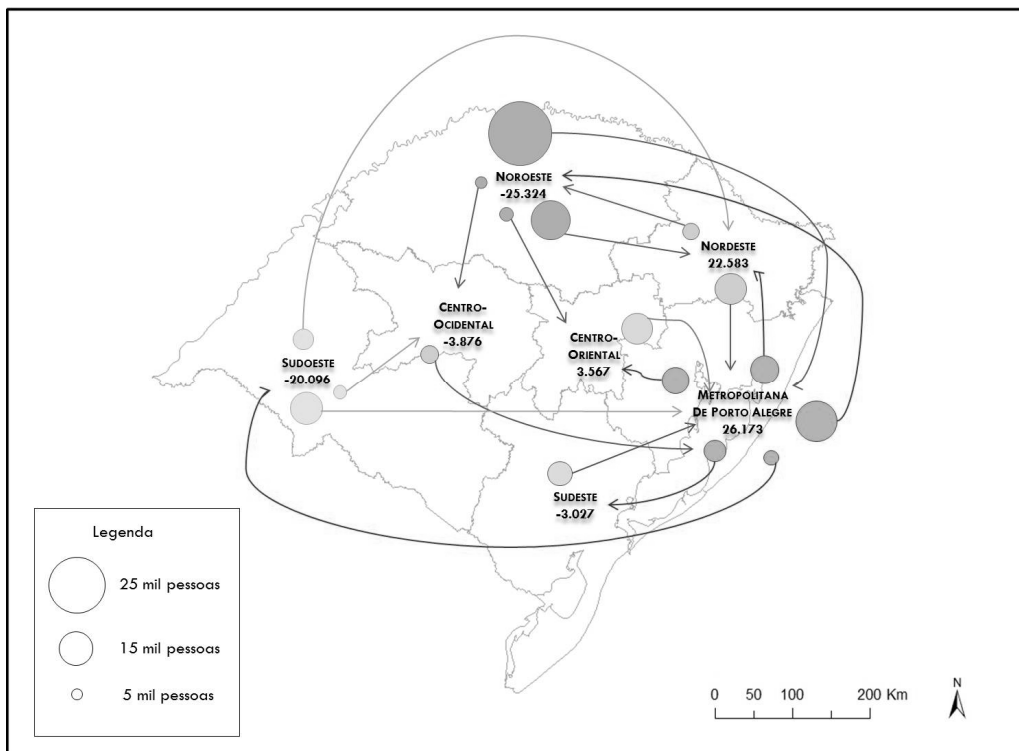 NOROESTE
-25.324
NORDESTE
22.583
CENTRO-
OCIDENTAL
-3.876
CENTRO-
ORIENTAL
3.567
SUDOESTE
-20.096
METROPOLITANA
DE PORTO ALEGRE
26.173
SUDESTE
-3.027
Legenda
25 mil pessoas
15 mil pessoas
5 mil pessoas
0 50 100 200 Km
N